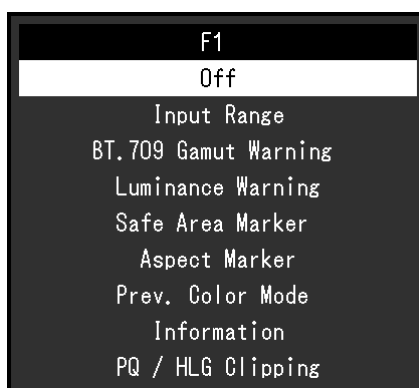 F1
Off
Input Range
BT.709 Gamut Warning
Luminance Warning
Safe Area Marker
Aspect Marker
Prev. Color Mode
Information
PQ / HLG Clipping